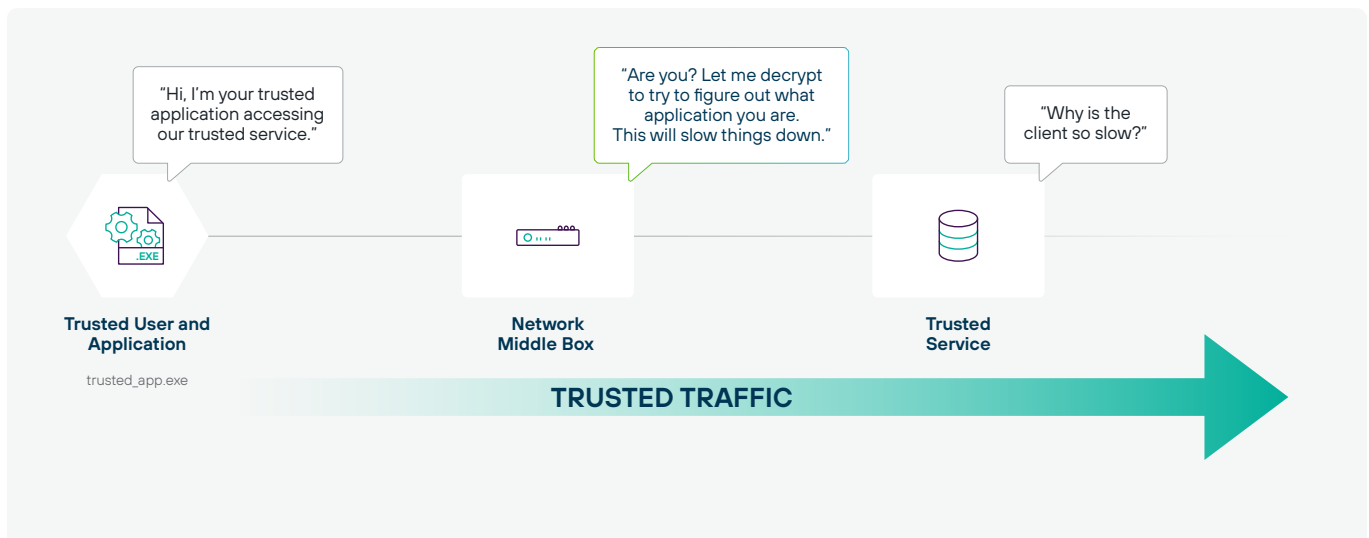 “Hi, I’m your trusted
application accessing
our trusted service.”
“Are you? Let me decrypt
to try to figure out what
application you are.
This will slow things down.”
“Why is the
client so slow?”
.EXE
Trusted User and
Application
trusted_app.exe
Network
Middle Box
Trusted
Service
TRUSTED TRAFFIC